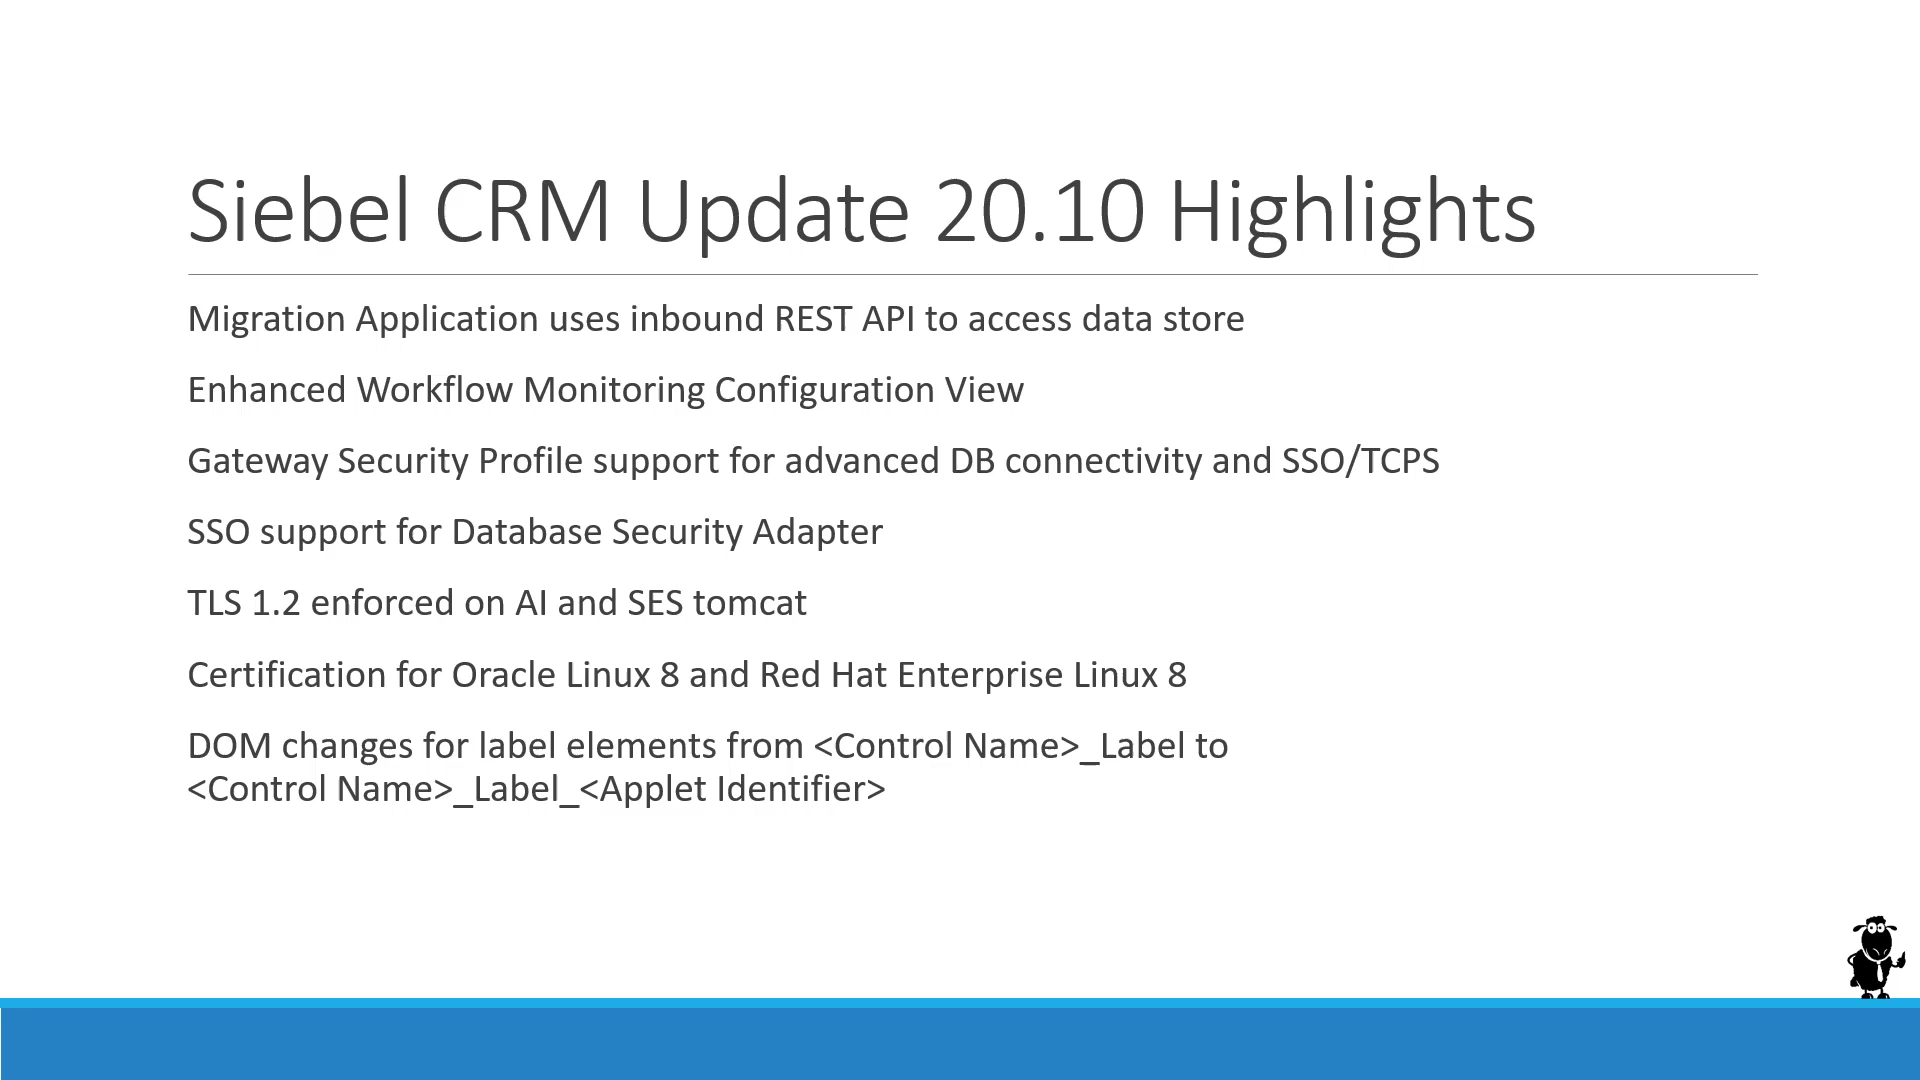 Siebel CRM Update 20.10 Highlights
Migration Application uses inbound REST API to access data store
Enhanced Workflow Monitoring Configuration View
Gateway Security Profile support for advanced DB connectivity and SSO/TCPS
SSO support for Database Security Adapter
TLS 1.2 enforced on AI and SES tomcat
Certification for Oracle Linux 8 and Red Hat Enterprise Linux 8
DOM changes for label elements from <Control Name>_Label to
<Control Name>_Label_<Applet Identifier>